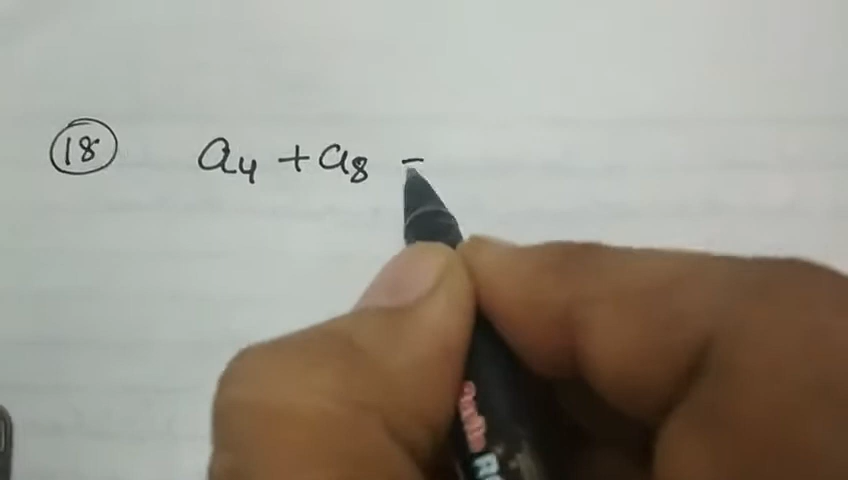 18 a₄ + a₈ =